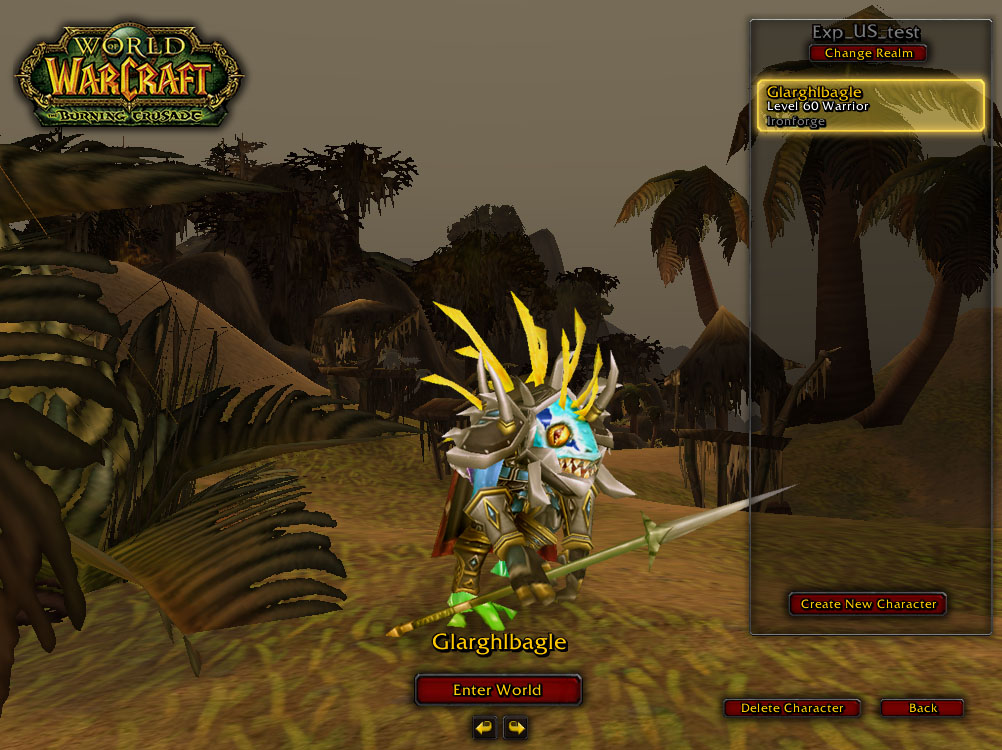 WORLD
OF
WARCRAFT
THE BURNING CRUSADE
Exp_US_test
Change Realm
Glarghlbagle
Level 60 Warrior
Ironforge
Create New Character
Glarghlbagle
Enter World
Delete Character
Back